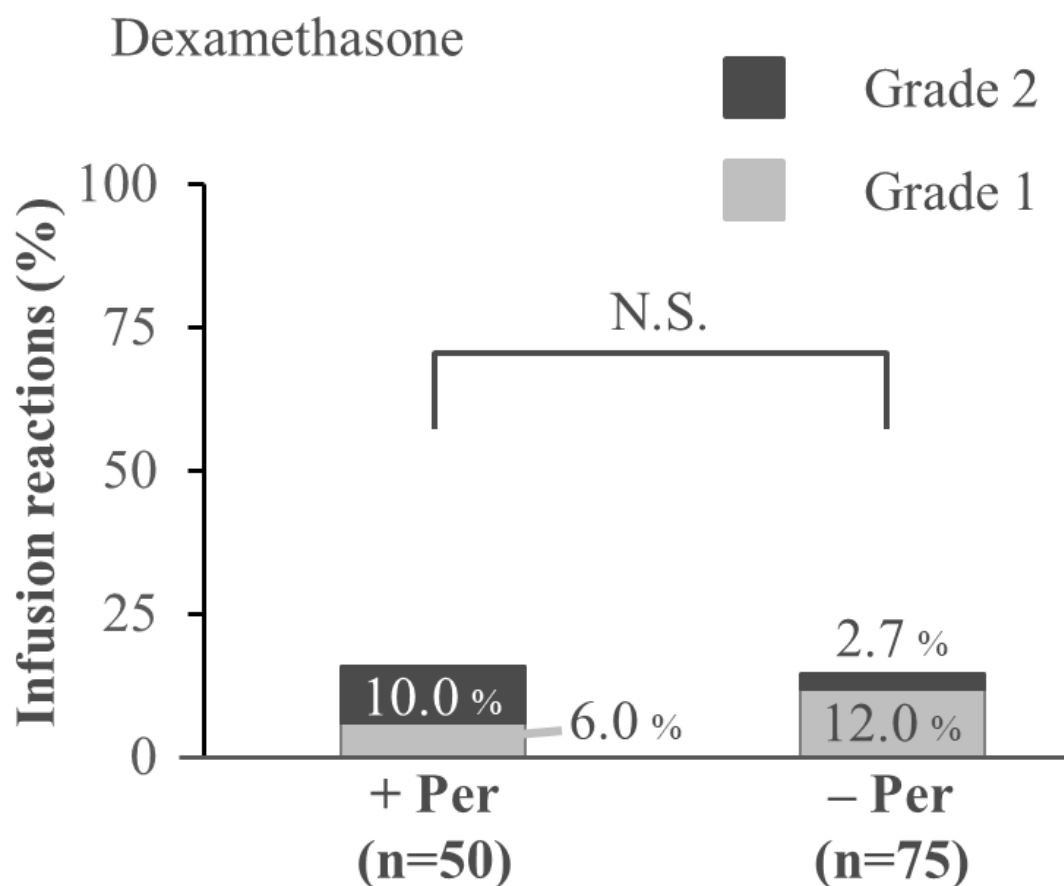 Dexamethasone
Grade 2
Grade 1
Infusion reactions (%)
100
75
50
25
0
N.S.
10.0 %
6.0 %
2.7 %
12.0 %
+ Per
(n=50)
– Per
(n=75)